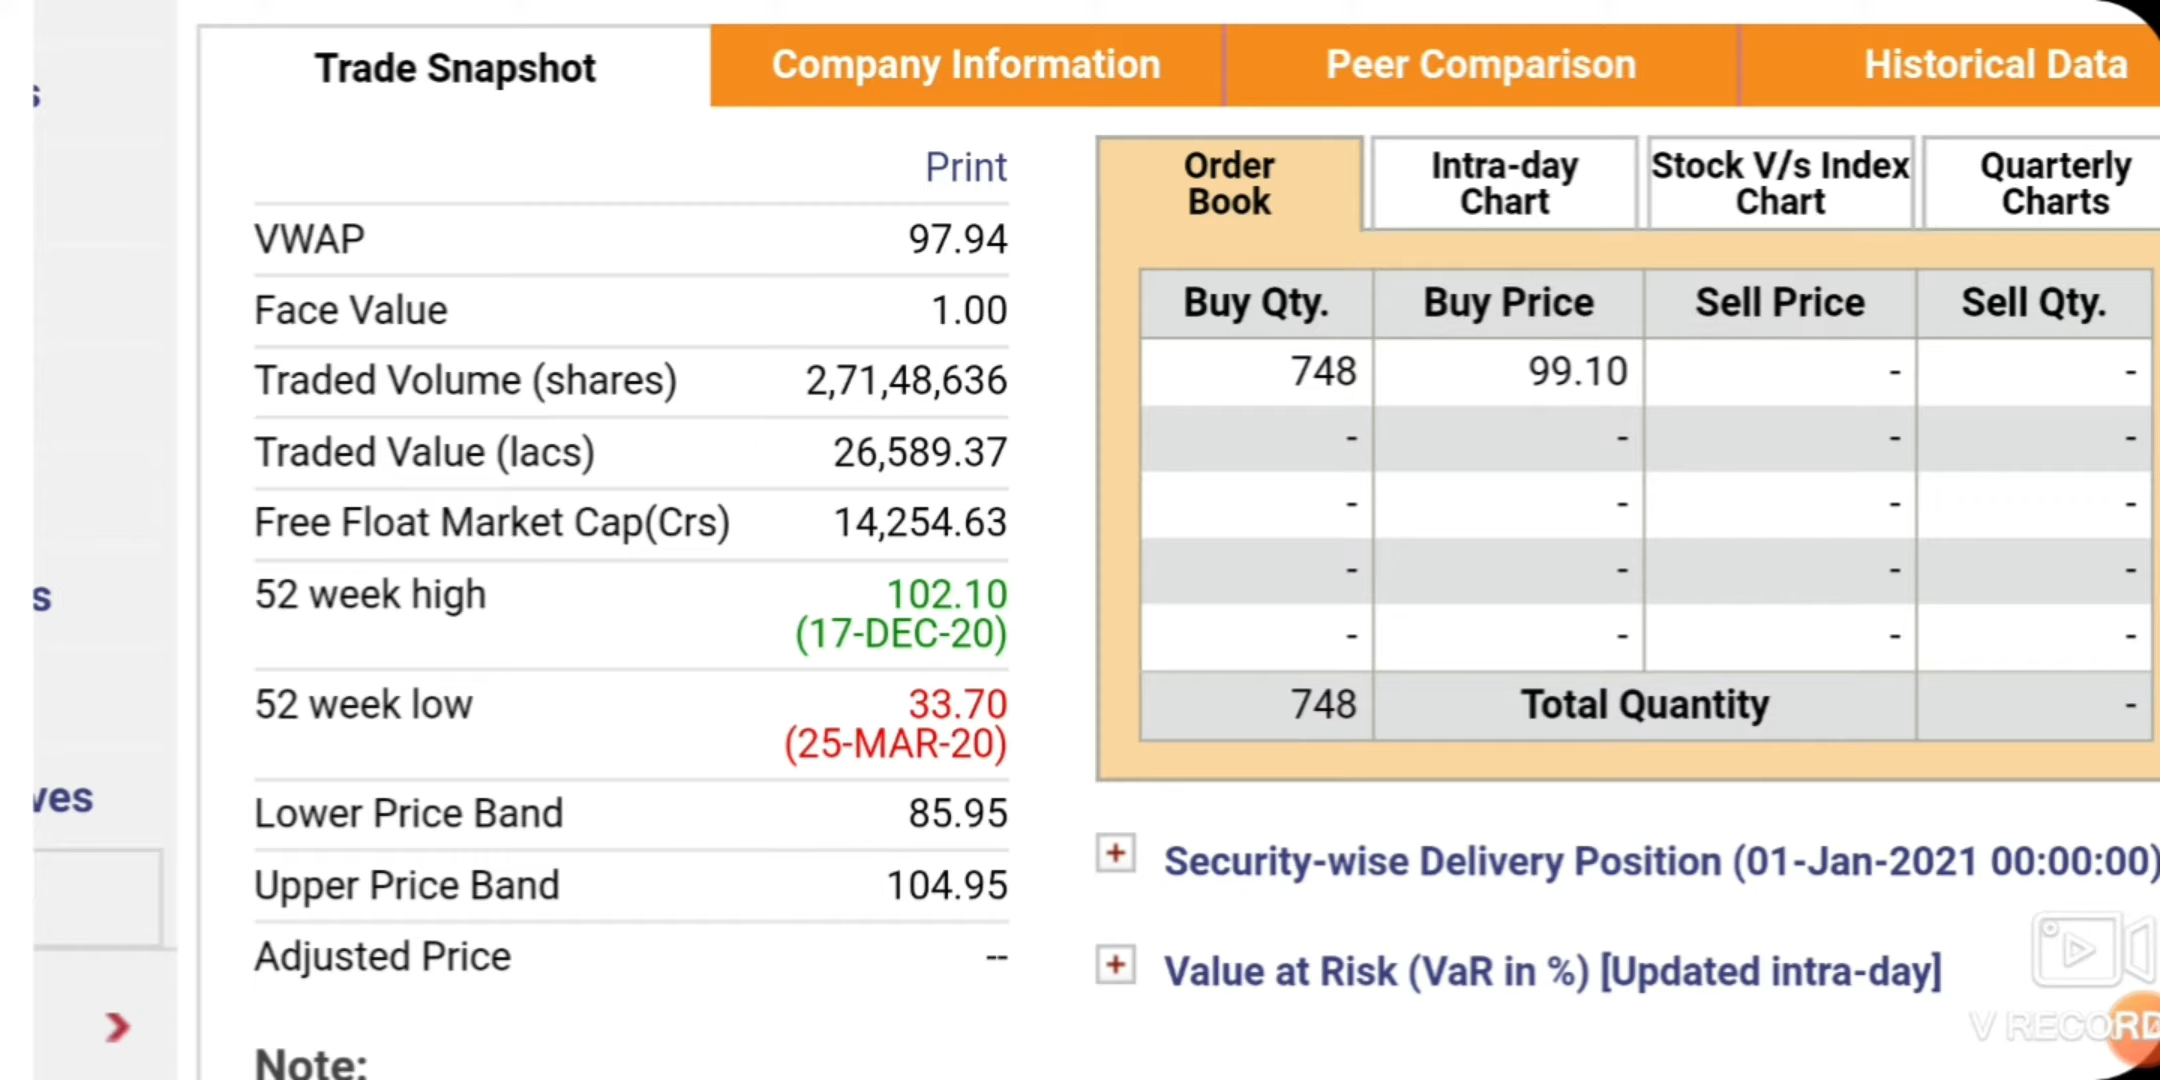 Trade Snapshot
Company Information
Peer Comparison
Historical Data
Print
VWAP 97.94
Face Value 1.00
Traded Volume (shares) 2,71,48,636
Traded Value (lacs) 26,589.37
Free Float Market Cap(Crs) 14,254.63
52 week high 102.10
(17-DEC-20)
52 week low 33.70
(25-MAR-20)
Lower Price Band 85.95
Upper Price Band 104.95
Adjusted Price --
Note:
Order
Book
Intra-day
Chart
Stock V/s Index
Chart
Quarterly
Charts
Buy Qty. Buy Price Sell Price Sell Qty.
748 99.10 - -
- - - -
- - - -
- - - -
- - - -
748 Total Quantity -
+ Security-wise Delivery Position (01-Jan-2021 00:00:00)
+ Value at Risk (VaR in %) [Updated intra-day]
s
s
ves
V RECORD